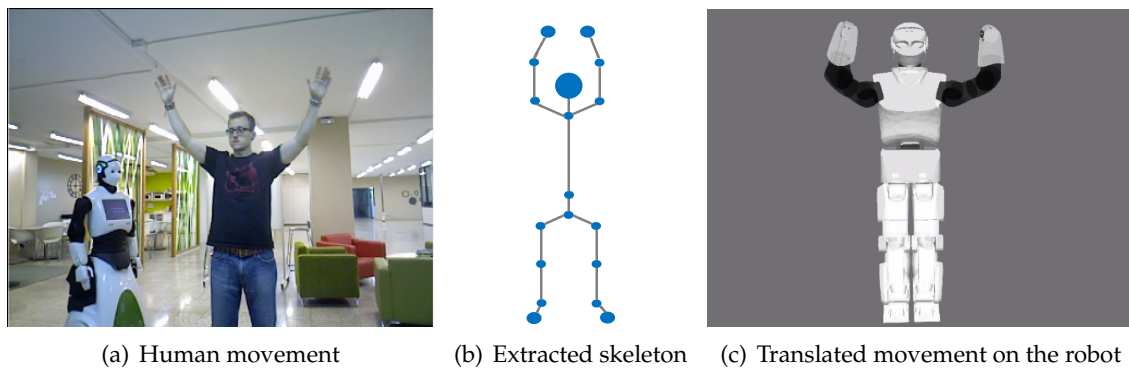 (a) Human movement
(b) Extracted skeleton
(c) Translated movement on the robot